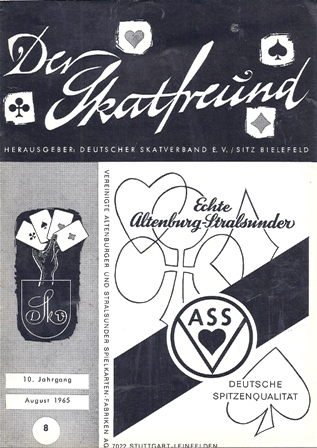 Der
Skatfreund
HERAUSGEBER: DEUTSCHER SKATVERBAND E. V. / SITZ BIELEFELD
VEREINIGTE ALTENBURGER UND STRALSUNDER SPIELKARTEN-FABRIKEN AG
Echte
Altenburg-Stralsunder
ASS
DEUTSCHE
SPITZENQUALITÄT
DSkV
10. Jahrgang
August 1965
8
7022 STUTTGART-LEINFELDEN